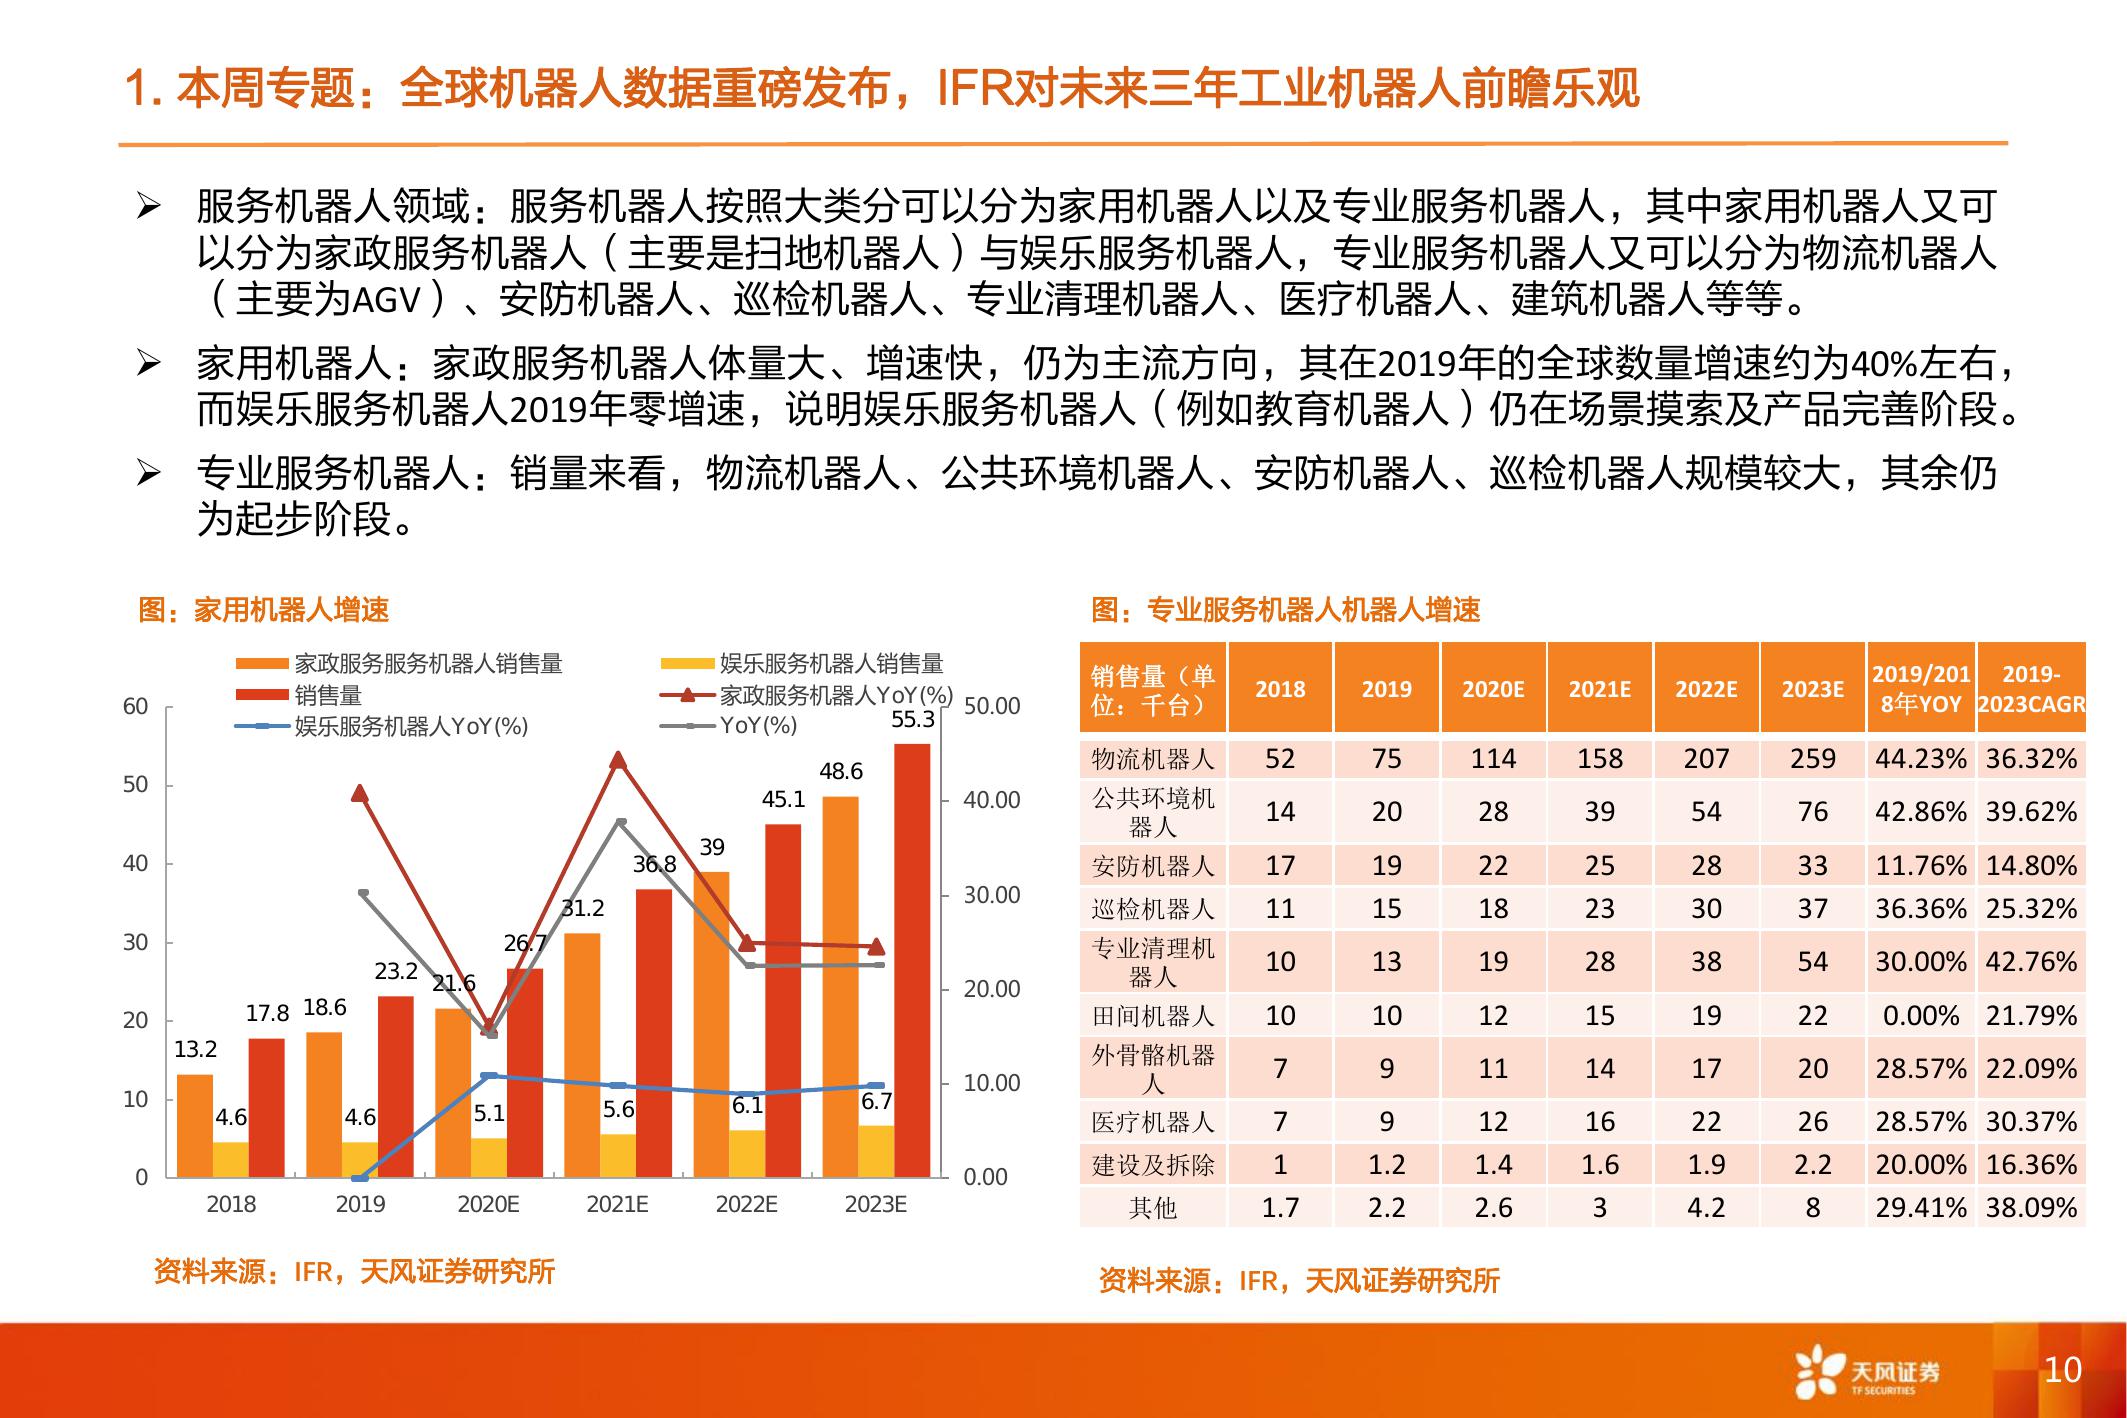 1. 本周专题：全球机器人数据重磅发布，IFR对未来三年工业机器人前瞻乐观
➢ 服务机器人领域：服务机器人按照大类分可以分为家用机器人以及专业服务机器人，其中家用机器人又可
以分为家政服务机器人（主要是扫地机器人）与娱乐服务机器人，专业服务机器人又可以分为物流机器人
（主要为AGV）、安防机器人、巡检机器人、专业清理机器人、医疗机器人、建筑机器人等等。
➢ 家用机器人：家政服务机器人体量大、增速快，仍为主流方向，其在2019年的全球数量增速约为40%左右，
而娱乐服务机器人2019年零增速，说明娱乐服务机器人（例如教育机器人）仍在场景摸索及产品完善阶段。
➢ 专业服务机器人：销量来看，物流机器人、公共环境机器人、安防机器人、巡检机器人规模较大，其余仍
为起步阶段。
图：家用机器人增速
家政服务服务机器人销售量 娱乐服务机器人销售量
销售量 家政服务机器人YoY(%)
娱乐服务机器人YoY(%) YoY(%)
60
50
40
30
20
10
0
50.00
40.00
30.00
20.00
10.00
0.00
13.2 4.6 17.8
18.6 4.6 23.2
21.6 5.1 26.7
31.2 5.6 36.8
39 6.1 45.1
48.6 6.7 55.3
2018 2019 2020E 2021E 2022E 2023E
资料来源：IFR，天风证券研究所
图：专业服务机器人机器人增速
销售量（单 2018 2019 2020E 2021E 2022E 2023E 2019/201 2019-
位：千台） 8年YOY 2023CAGR
物流机器人 52 75 114 158 207 259 44.23% 36.32%
公共环境机
器人 14 20 28 39 54 76 42.86% 39.62%
安防机器人 17 19 22 25 28 33 11.76% 14.80%
巡检机器人 11 15 18 23 30 37 36.36% 25.32%
专业清理机
器人 10 13 19 28 38 54 30.00% 42.76%
田间机器人 10 10 12 15 19 22 0.00% 21.79%
外骨骼机器
人 7 9 11 14 17 20 28.57% 22.09%
医疗机器人 7 9 12 16 22 26 28.57% 30.37%
建设及拆除 1 1.2 1.4 1.6 1.9 2.2 20.00% 16.36%
其他 1.7 2.2 2.6 3 4.2 8 29.41% 38.09%
资料来源：IFR，天风证券研究所
天风证券
TF SECURITIES
10